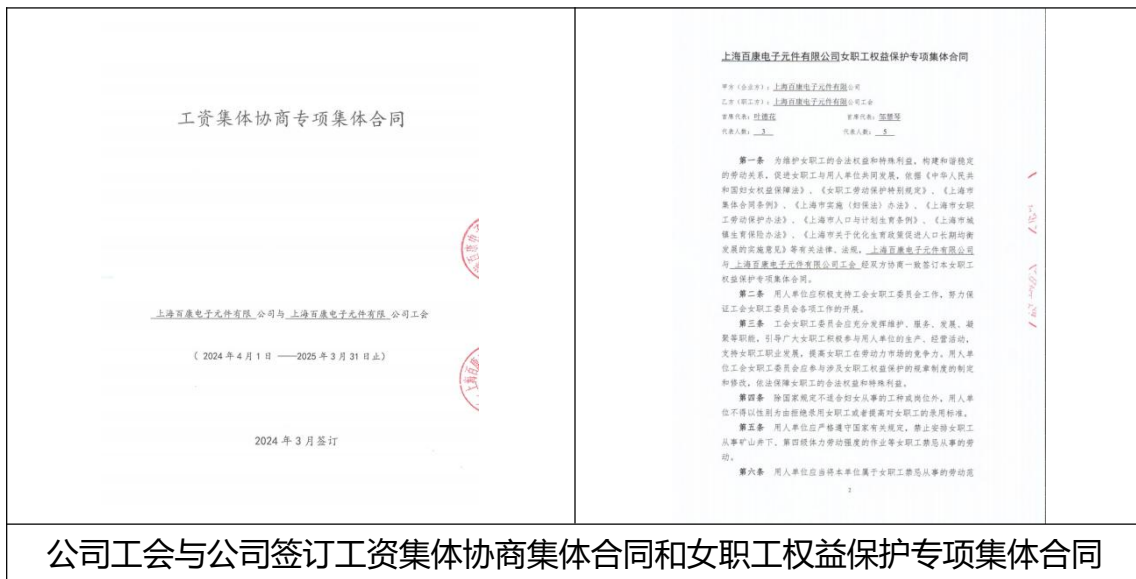 工资集体协商专项集体合同
上海百康电子元件有限 公司与 上海百康电子元件有限 公司工会
（ 2024 年 4 月 1 日 ——2025 年 3 月 31 日止）
2024 年 3 月签订
上海百康电子元件有限公司女职工权益保护专项集体合同
甲方（企业方）：上海百康电子元件有限公司
乙方（职工方）：上海百康电子元件有限公司工会
首席代表：叶德花 首席代表：邹慧琴
代表人数： 3 代表人数： 5
第一条 为维护女职工的合法权益和特殊利益，构建和谐稳定
的劳动关系，促进女职工与用人单位共同发展，依据《中华人民共
和国妇女权益保障法》、《女职工劳动保护特别规定》、《上海市
集体合同条例》、《上海市实施（妇保法）办法》、《上海市女职
工劳动保护办法》、《上海市人口与计划生育条例》、《上海市城
镇生育保险办法》、《上海市关于优化生育政策促进人口长期均衡
发展的实施意见》等有关法律、法规，上海百康电子元件有限公司
与 上海百康电子元件有限公司工会 经双方协商一致签订本女职工
权益保护专项集体合同。
第二条 用人单位应积极支持工会女职工委员会工作，努力保
证工会女职工委员会各项工作的开展。
第三条 工会女职工委员会应充分发挥维护、服务、发展、凝
聚等职能，引导广大女职工积极参与用人单位的生产、经营活动，
支持女职工职业发展，提高女职工在劳动力市场的竞争力。用人单
位工会女职工委员会应参与涉及女职工权益保护的规章制度的制定
和修改，依法保障女职工的合法权益和特殊利益。
第四条 除国家规定不适合妇女从事的工种或岗位外，用人单
位不得以性别为由拒绝录用女职工或者提高对女职工的录用标准。
第五条 用人单位应严格遵守国家有关规定，禁止安排女职工
从事矿山井下、第四级体力劳动强度的作业等女职工禁忌从事的劳
动。
第六条 用人单位应当将本单位属于女职工禁忌从事的劳动范
2
公司工会与公司签订工资集体协商集体合同和女职工权益保护专项集体合同